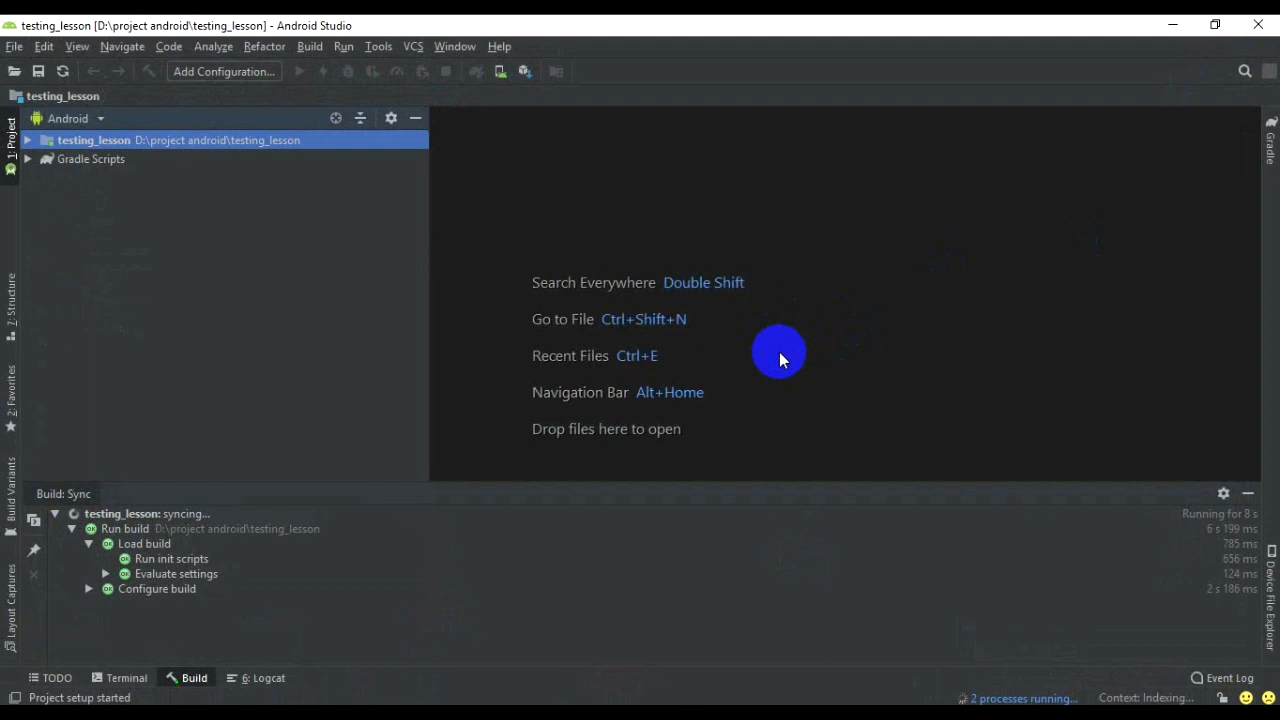 testing_lesson [D:\project android\testing_lesson] - Android Studio
File Edit View Navigate Code Analyze Refactor Build Run Tools VCS Window Help
Add Configuration...
testing_lesson
Android
1: Project
testing_lesson D:\project android\testing_lesson
Gradle Scripts
Gradle
Search Everywhere Double Shift
Go to File Ctrl+Shift+N
Recent Files Ctrl+E
Navigation Bar Alt+Home
Drop files here to open
7: Structure
2: Favorites
Build Variants
Layout Captures
Device File Explorer
Build: Sync
testing_lesson: syncing... Running for 8 s
Run build D:\project android\testing_lesson 6 s 199 ms
Load build 785 ms
Run init scripts 656 ms
Evaluate settings 124 ms
Configure build 2 s 186 ms
TODO Terminal Build 6: Logcat Event Log
Project setup started 2 processes running... Context: Indexing...